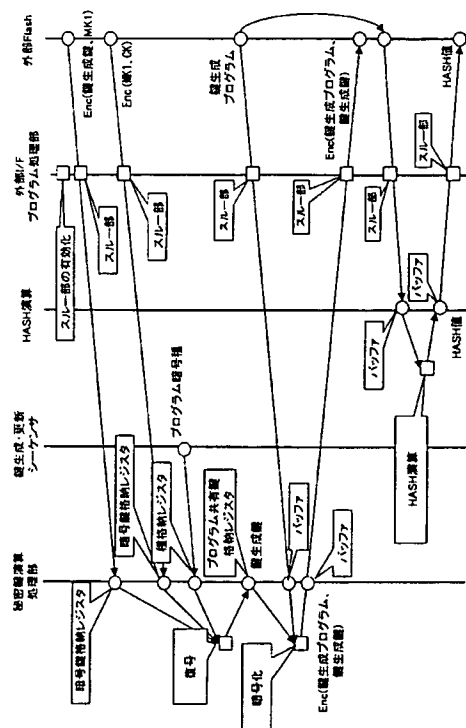 外部Flash
Enc(鍵生成鍵、MK1)
Enc(MK1、CK)
鍵生成
プログラム
Enc(鍵生成プログラム、
鍵生成鍵)
HASH値
外部I/F
プログラム処理部
スルー部の有効化
スルー部
スルー部
スルー部
スルー部
スルー部
スルー部
HASH演算
バッファ
バッファ
HASH値
HASH演算
鍵生成・更新
シーケンサ
プログラム暗号種
秘密鍵演算
処理部
暗号鍵格納レジスタ
暗号鍵格納レジスタ
種格納レジスタ
プログラム共有鍵
格納レジスタ
鍵生成鍵
復号
バッファ
バッファ
暗号化
Enc(鍵生成プログラム、
鍵生成鍵)